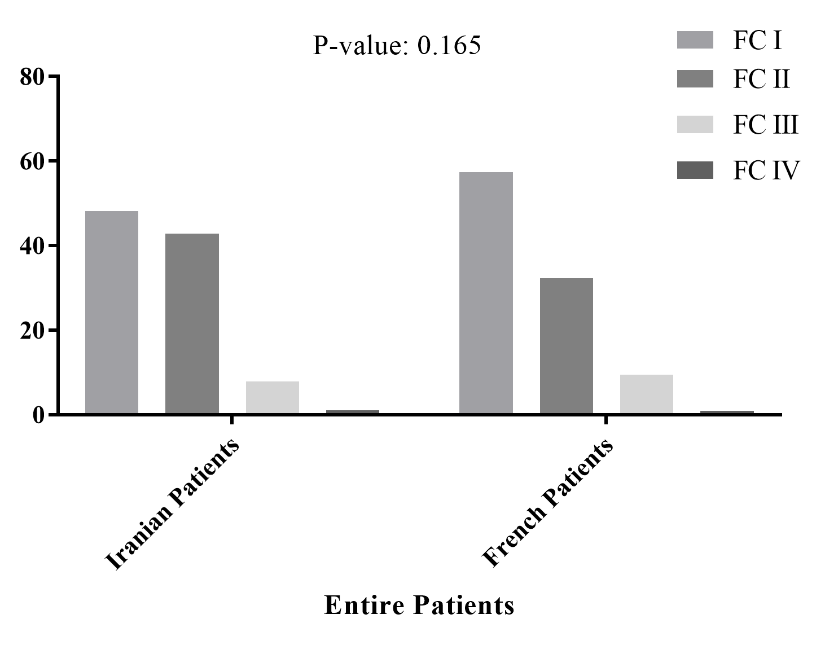 P-value: 0.165
FC I
FC II
FC III
FC IV
80
60
40
20
0
Iranian Patients
French Patients
Entire Patients